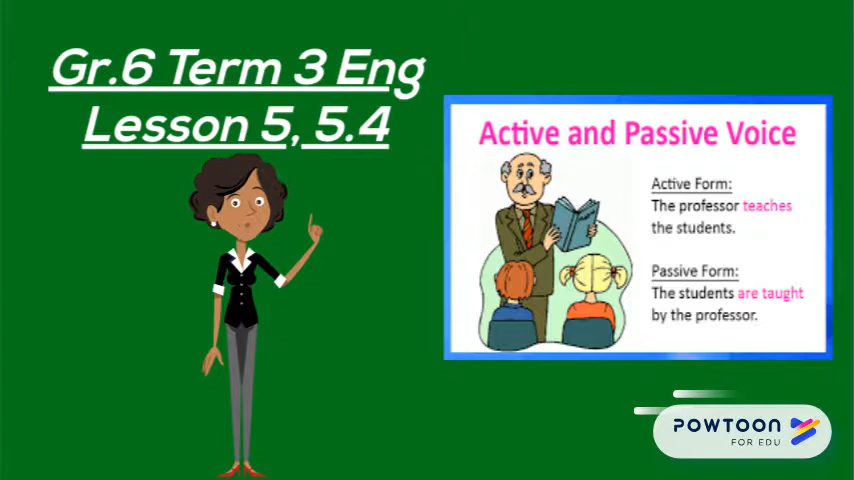 Gr.6 Term 3 Eng
Lesson 5, 5.4
Active and Passive Voice
Active Form:
The professor teaches
the students.
Passive Form:
The students are taught
by the professor.
POWTOON
FOR EDU